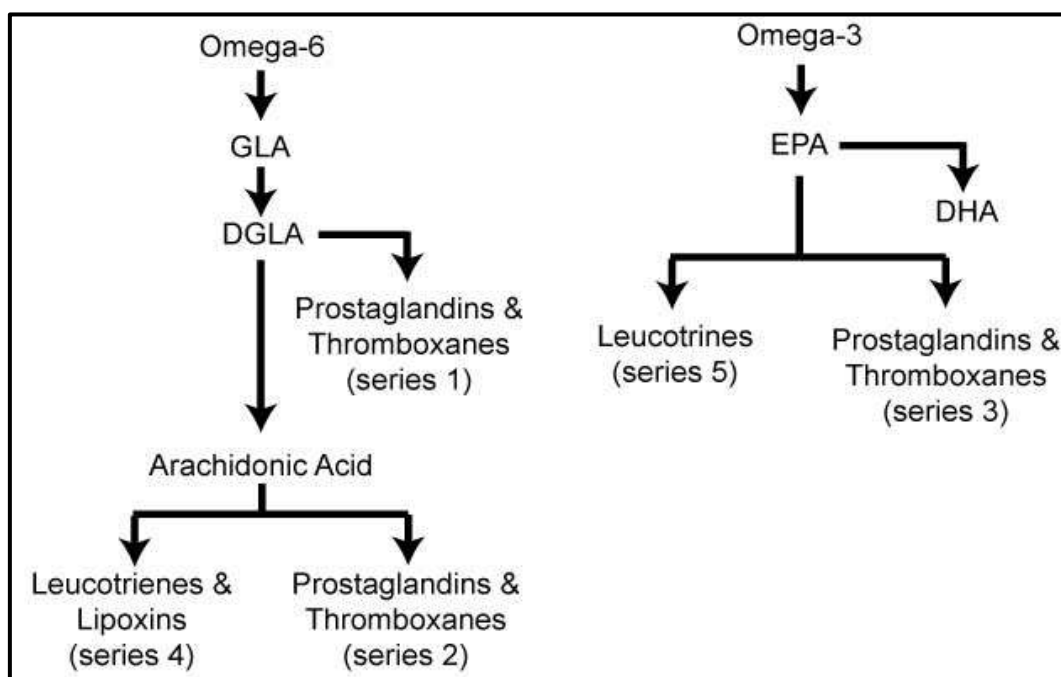 Omega-6
GLA
DGLA
Prostaglandins &
Thromboxanes
(series 1)
Arachidonic Acid
Leucotrienes &
Lipoxins
(series 4)
Prostaglandins &
Thromboxanes
(series 2)
Omega-3
EPA
DHA
Leucotrines
(series 5)
Prostaglandins &
Thromboxanes
(series 3)